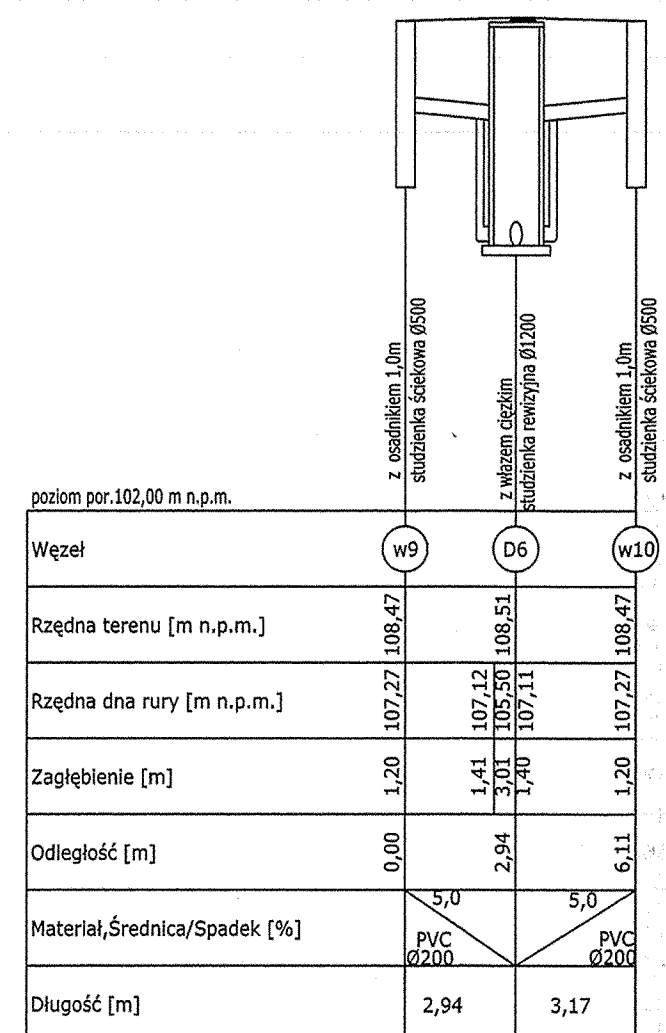 z osadnikiem 1,0m
studzienka ściekowa Ø500
z włazem ciężkim
studzienka rewizyjna Ø1200
z osadnikiem 1,0m
studzienka ściekowa Ø500
poziom por.102,00 m n.p.m.
Węzeł w9 D6 w10
Rzędna terenu [m n.p.m.] 108,47 108,51 108,47
Rzędna dna rury [m n.p.m.] 107,27 107,12 105,50 107,11 107,27
Zagłębienie [m] 1,20 1,41 3,01 1,40 1,20
Odległość [m] 0,00 2,94 6,11
5,0 5,0
Materiał,Średnica/Spadek [%]
PVC PVC
Ø200 Ø200
Długość [m] 2,94 3,17